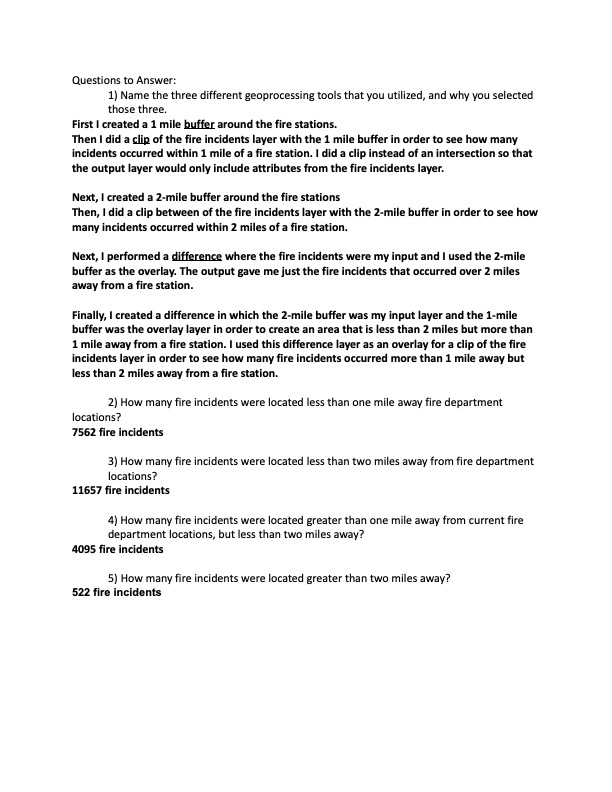 Questions to Answer:
1) Name the three different geoprocessing tools that you utilized, and why you selected
those three.
First I created a 1 mile buffer around the fire stations.
Then I did a clip of the fire incidents layer with the 1 mile buffer in order to see how many
incidents occurred within 1 mile of a fire station. I did a clip instead of an intersection so that
the output layer would only include attributes from the fire incidents layer.
Next, I created a 2-mile buffer around the fire stations
Then, I did a clip between of the fire incidents layer with the 2-mile buffer in order to see how
many incidents occurred within 2 miles of a fire station.
Next, I performed a difference where the fire incidents were my input and I used the 2-mile
buffer as the overlay. The output gave me just the fire incidents that occurred over 2 miles
away from a fire station.
Finally, I created a difference in which the 2-mile buffer was my input layer and the 1-mile
buffer was the overlay layer in order to create an area that is less than 2 miles but more than
1 mile away from a fire station. I used this difference layer as an overlay for a clip of the fire
incidents layer in order to see how many fire incidents occurred more than 1 mile away but
less than 2 miles away from a fire station.
2) How many fire incidents were located less than one mile away fire department
locations?
7562 fire incidents
3) How many fire incidents were located less than two miles away from fire department
locations?
11657 fire incidents
4) How many fire incidents were located greater than one mile away from current fire
department locations, but less than two miles away?
4095 fire incidents
5) How many fire incidents were located greater than two miles away?
522 fire incidents